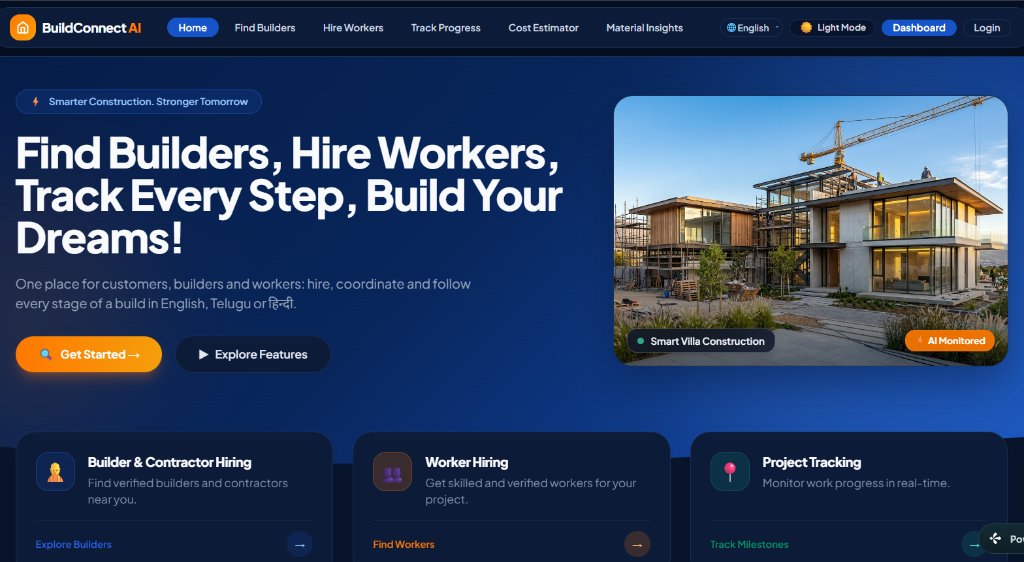 BuildConnect AI
Home
Find Builders
Hire Workers
Track Progress
Cost Estimator
Material Insights
English
Light Mode
Dashboard
Login
Smarter Construction. Stronger Tomorrow
Find Builders, Hire Workers,
Track Every Step, Build Your
Dreams!
One place for customers, builders and workers: hire, coordinate and follow
every stage of a build in English, Telugu or हिन्दी.
Get Started →
Explore Features
Smart Villa Construction
AI Monitored
Builder & Contractor Hiring
Find verified builders and contractors
near you.
Explore Builders →
Worker Hiring
Get skilled and verified workers for your
project.
Find Workers →
Project Tracking
Monitor work progress in real-time.
Track Milestones →